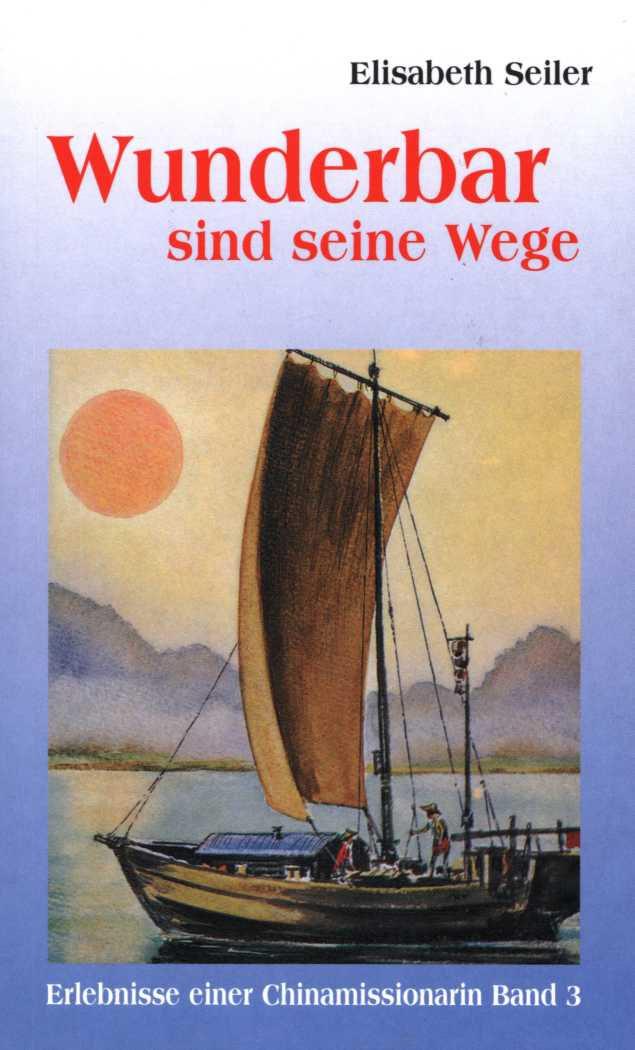 Elisabeth Seiler
Wunderbar
sind seine Wege
Erlebnisse einer Chinamissionarin Band 3